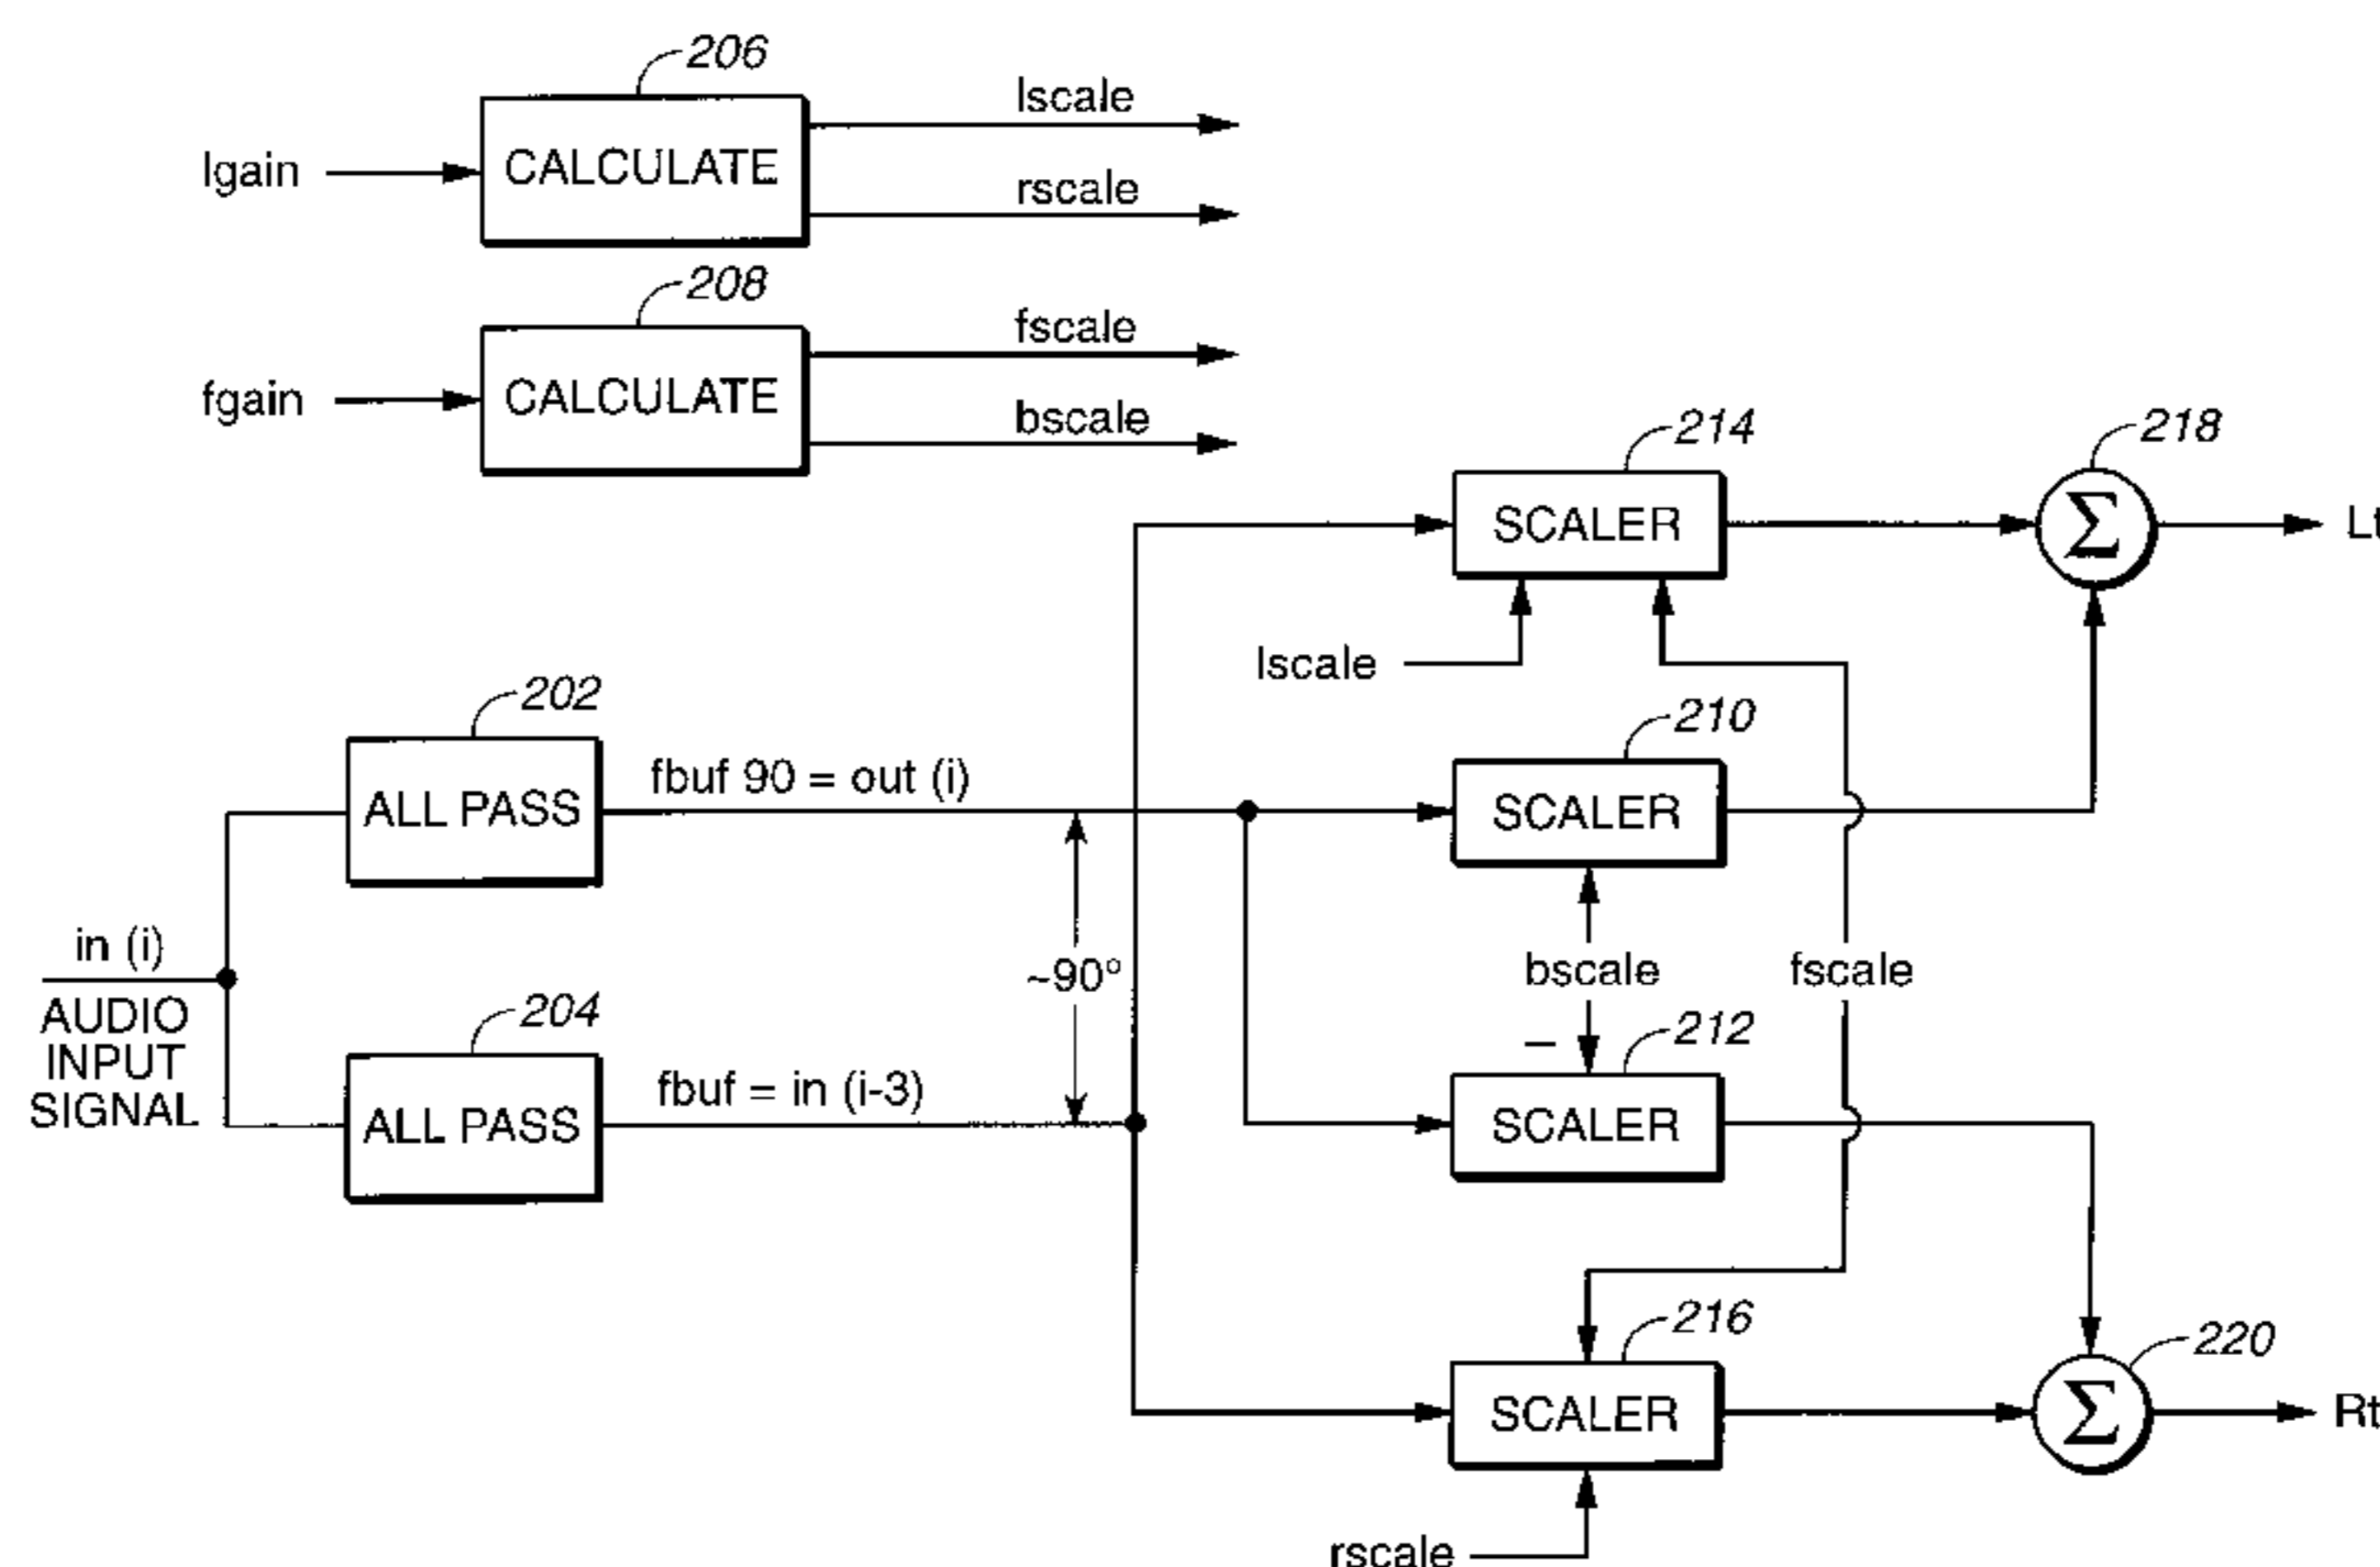 206
lscale
lgain
CALCULATE
rscale
208
fscale
fgain
CALCULATE
bscale
214
218
SCALER
Σ
Lt
lscale
202
210
fbuf 90 = out (i)
ALL PASS
SCALER
in (i)
~90°
bscale
fscale
AUDIO
INPUT
SIGNAL
204
212
–
fbuf = in (i-3)
ALL PASS
SCALER
216
220
SCALER
Σ
Rt
rscale